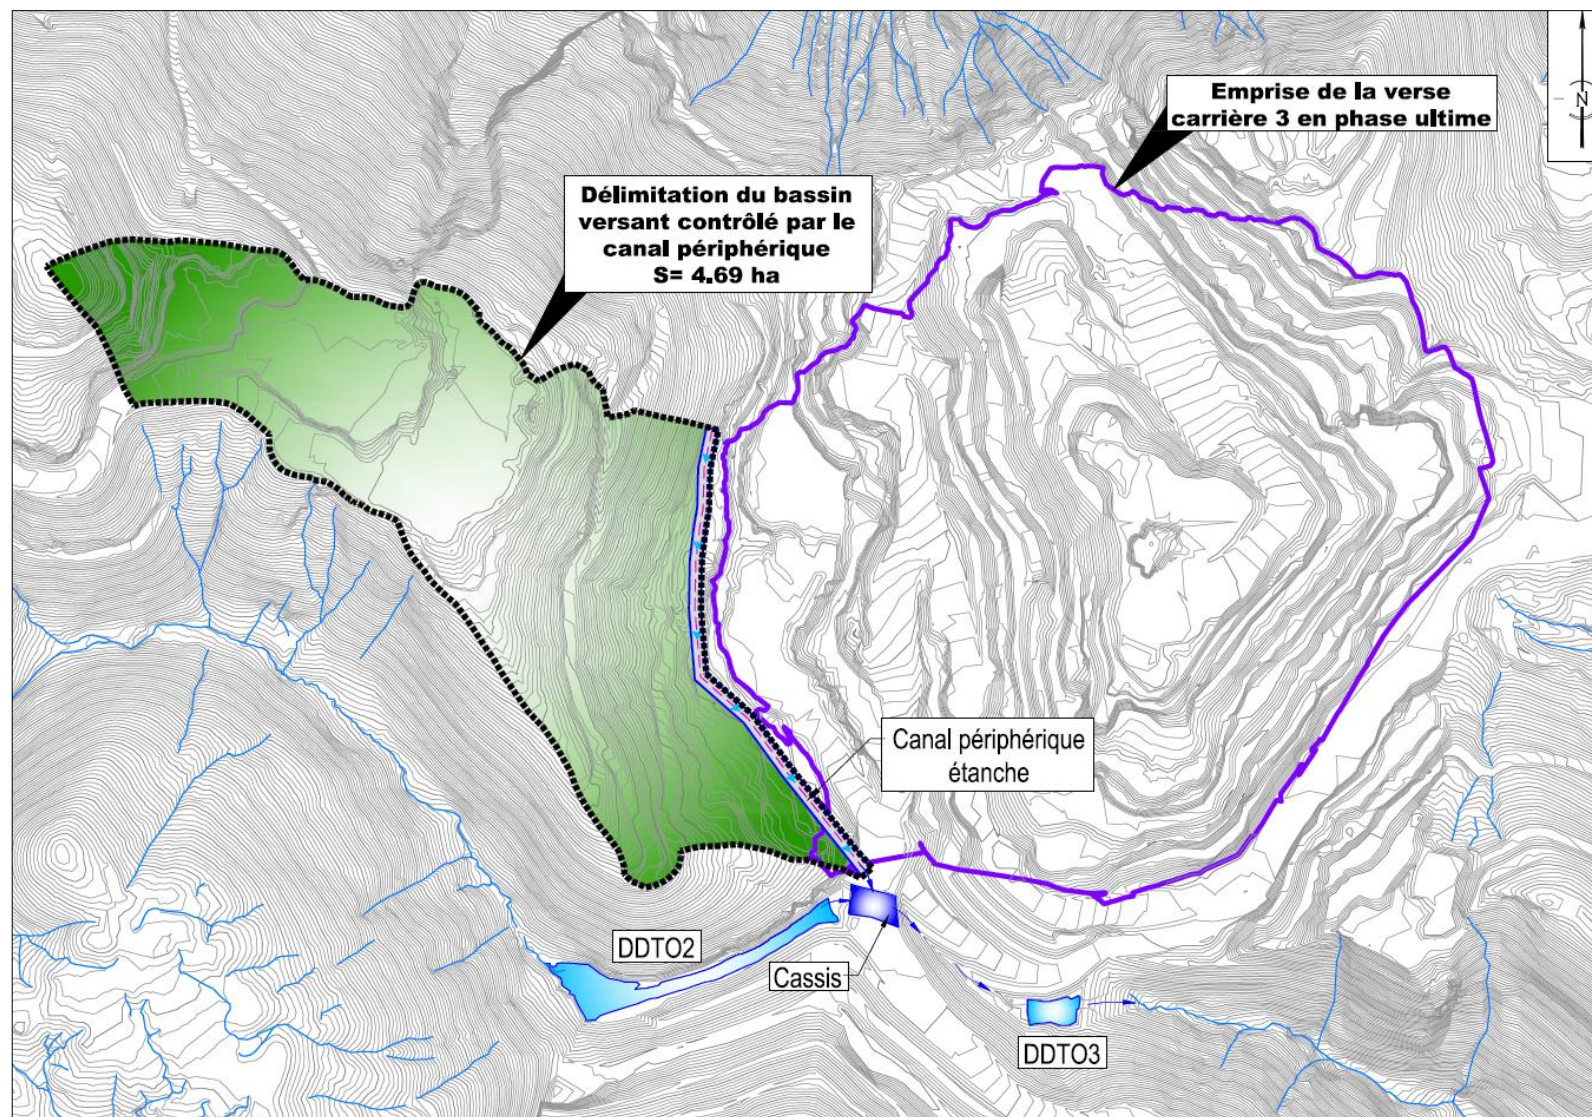 Emprise de la verse
carrière 3 en phase ultime
N
Délimitation du bassin
versant contrôlé par le
canal périphérique
S= 4.69 ha
Canal périphérique
étanche
DDTO2
Cassis
DDTO3